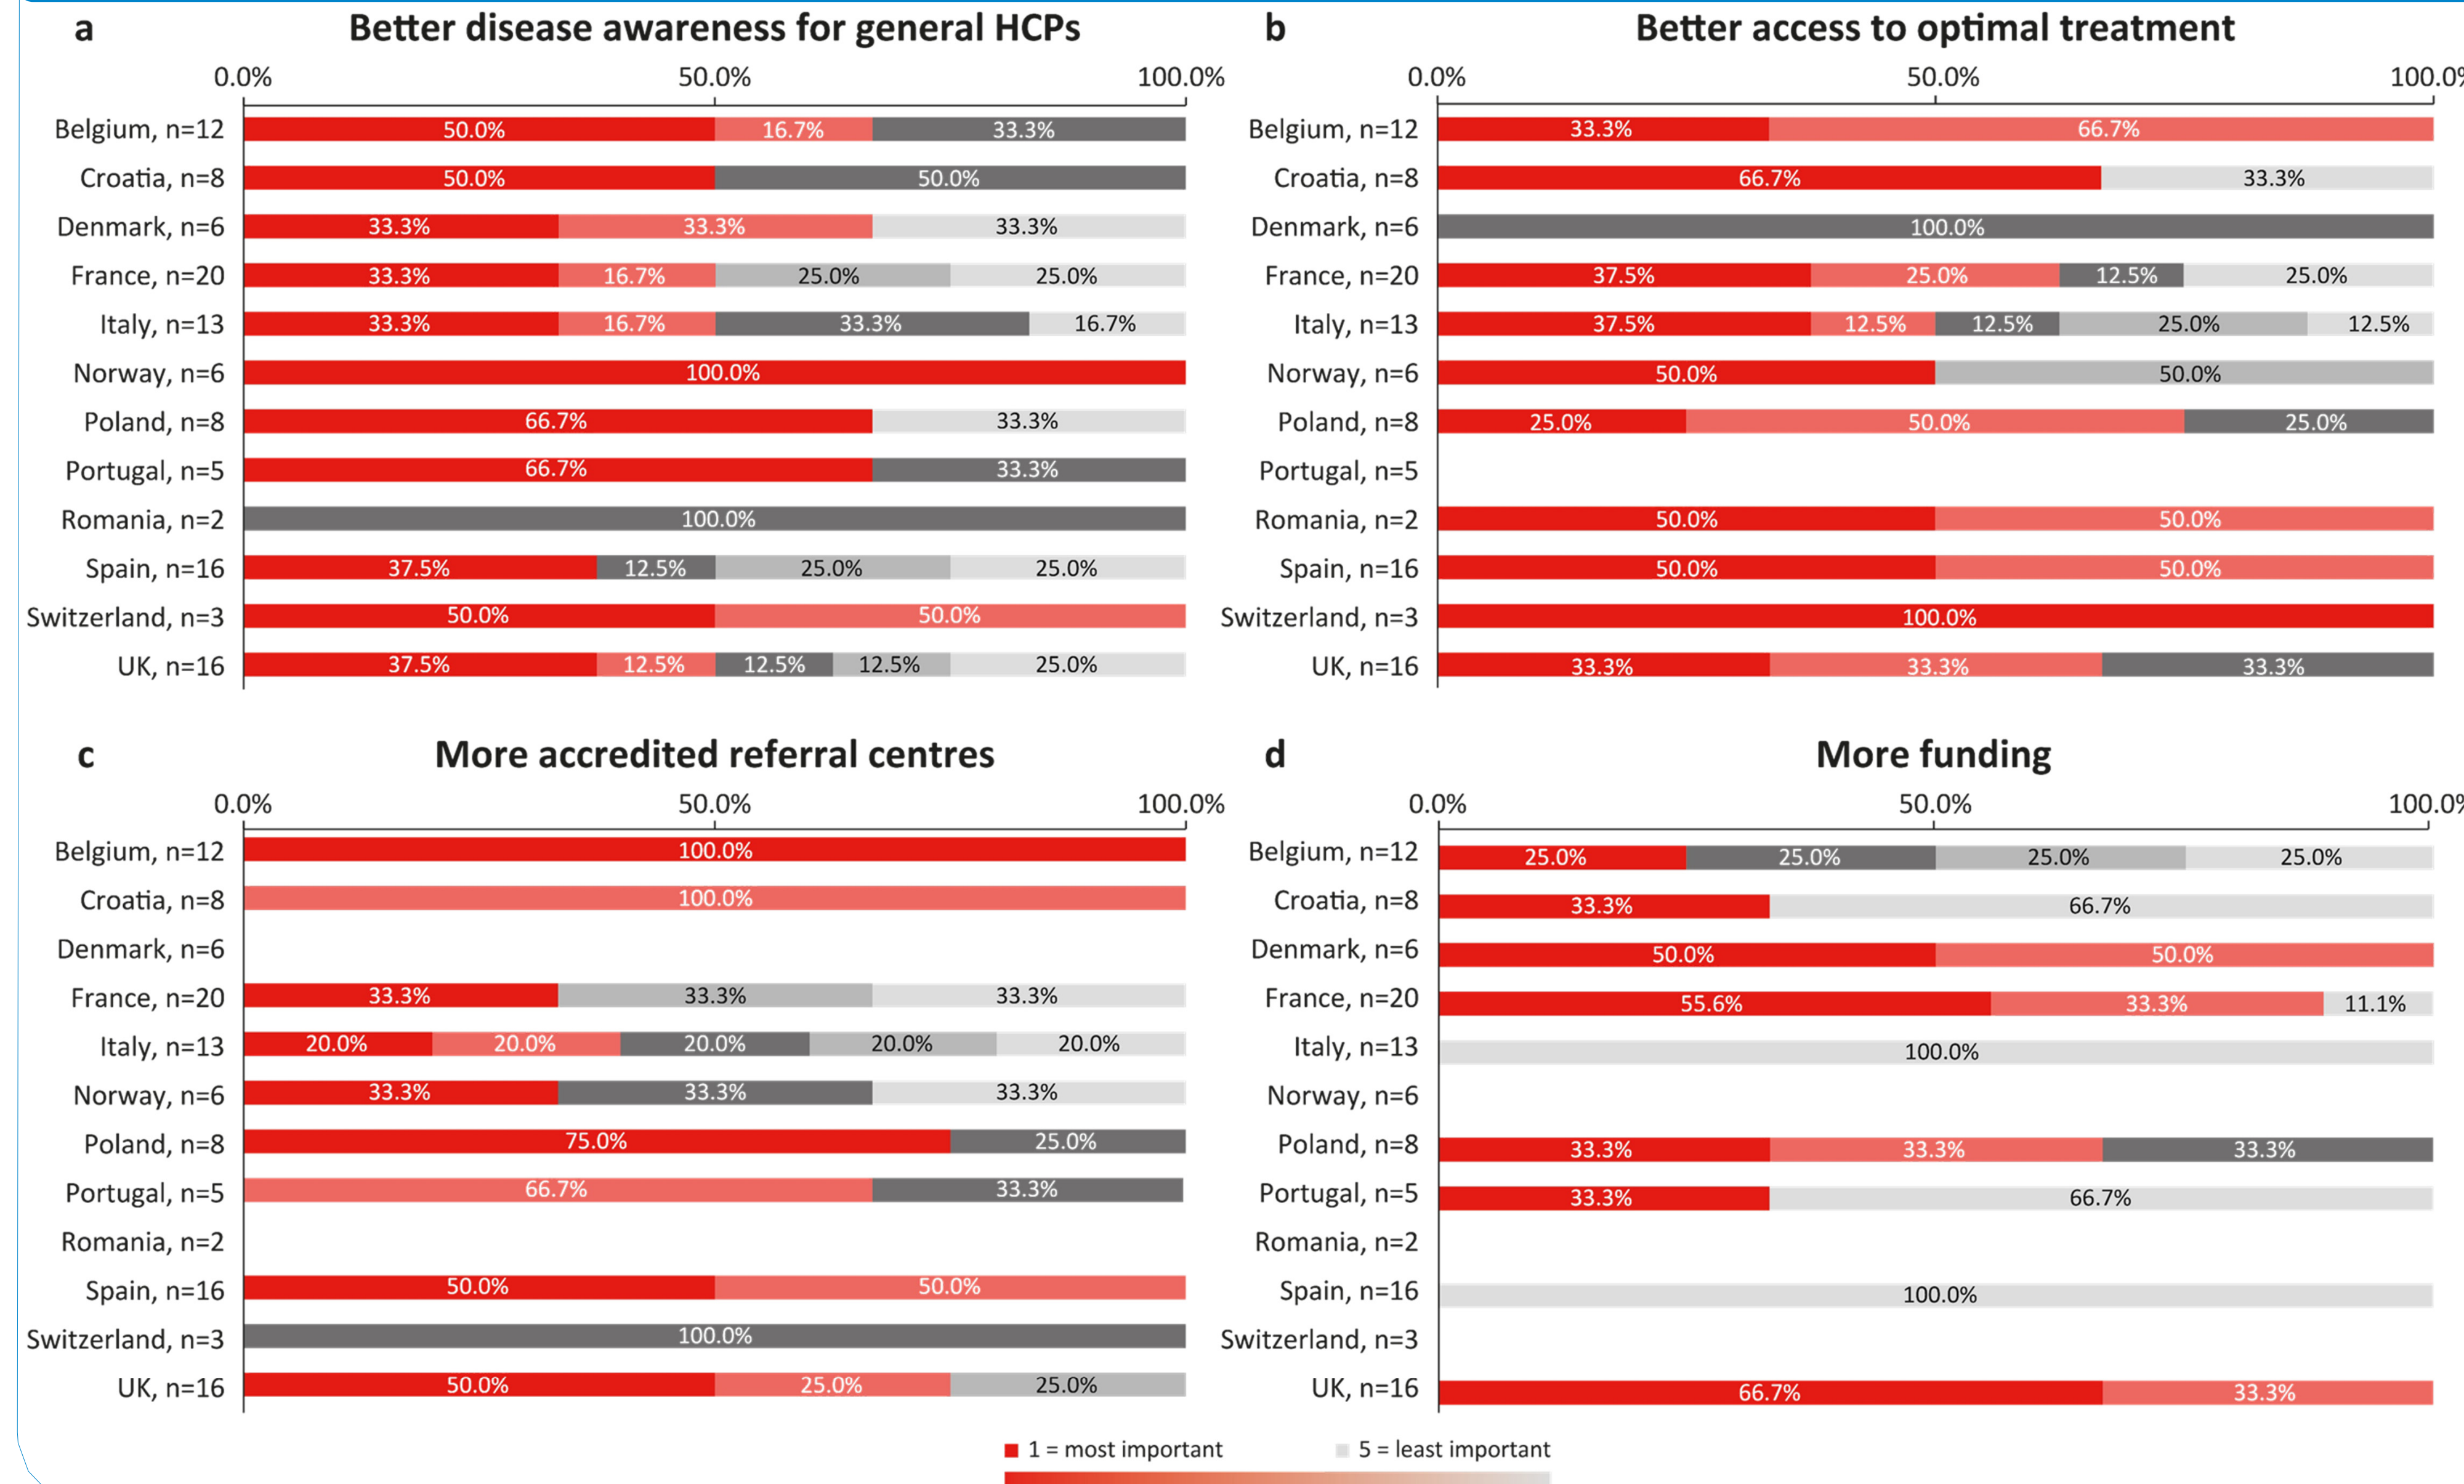 a Better disease awareness for general HCPs
0.0% 50.0% 100.0%
Belgium, n=12 50.0% 16.7% 33.3%
Croatia, n=8 50.0% 50.0%
Denmark, n=6 33.3% 33.3% 33.3%
France, n=20 33.3% 16.7% 25.0% 25.0%
Italy, n=13 33.3% 16.7% 33.3% 16.7%
Norway, n=6 100.0%
Poland, n=8 66.7% 33.3%
Portugal, n=5 66.7% 33.3%
Romania, n=2 100.0%
Spain, n=16 37.5% 12.5% 25.0% 25.0%
Switzerland, n=3 50.0% 50.0%
UK, n=16 37.5% 12.5% 12.5% 12.5% 25.0%
b Better access to optimal treatment
0.0% 50.0% 100.0%
Belgium, n=12 33.3% 66.7%
Croatia, n=8 66.7% 33.3%
Denmark, n=6 100.0%
France, n=20 37.5% 25.0% 12.5% 25.0%
Italy, n=13 37.5% 12.5% 12.5% 25.0% 12.5%
Norway, n=6 50.0% 50.0%
Poland, n=8 25.0% 50.0% 25.0%
Portugal, n=5
Romania, n=2 50.0% 50.0%
Spain, n=16 50.0% 50.0%
Switzerland, n=3 100.0%
UK, n=16 33.3% 33.3% 33.3%
c More accredited referral centres
0.0% 50.0% 100.0%
Belgium, n=12 100.0%
Croatia, n=8 100.0%
Denmark, n=6
France, n=20 33.3% 33.3% 33.3%
Italy, n=13 20.0% 20.0% 20.0% 20.0% 20.0%
Norway, n=6 33.3% 33.3% 33.3%
Poland, n=8 75.0% 25.0%
Portugal, n=5 66.7% 33.3%
Romania, n=2
Spain, n=16 50.0% 50.0%
Switzerland, n=3 100.0%
UK, n=16 50.0% 25.0% 25.0%
d More funding
0.0% 50.0% 100.0%
Belgium, n=12 25.0% 25.0% 25.0% 25.0%
Croatia, n=8 33.3% 66.7%
Denmark, n=6 50.0% 50.0%
France, n=20 55.6% 33.3% 11.1%
Italy, n=13 100.0%
Norway, n=6
Poland, n=8 33.3% 33.3% 33.3%
Portugal, n=5 33.3% 66.7%
Romania, n=2
Spain, n=16 100.0%
Switzerland, n=3
UK, n=16 66.7% 33.3%
1 = most important 5 = least important